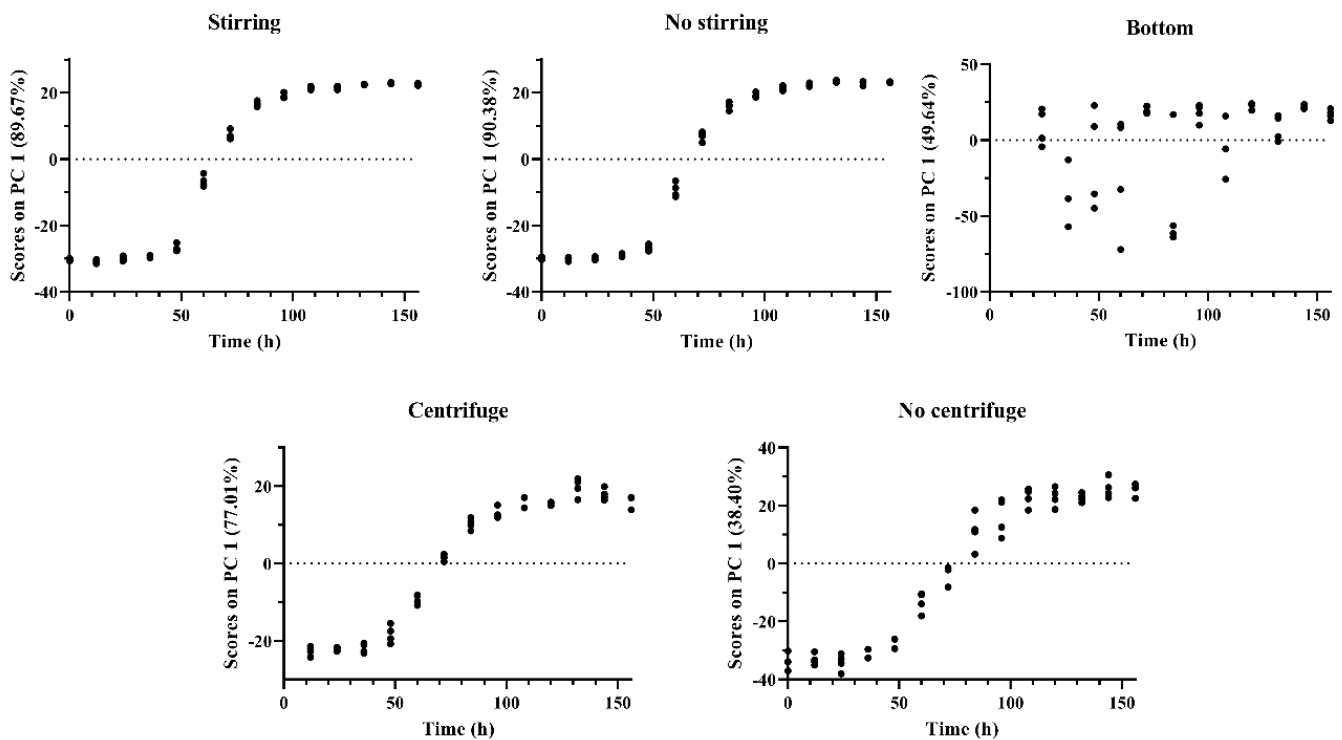 Stirring
Scores on PC 1 (89.67%)
20
0
-20
-40
0
50
100
150
Time (h)
No stirring
Scores on PC 1 (90.38%)
20
0
-20
-40
0
50
100
150
Time (h)
Bottom
Scores on PC 1 (49.64%)
50
0
-50
-100
0
50
100
150
Time (h)
Centrifuge
Scores on PC 1 (77.01%)
20
0
-20
0
50
100
150
Time (h)
No centrifuge
Scores on PC 1 (38.40%)
40
20
0
-20
-40
0
50
100
150
Time (h)